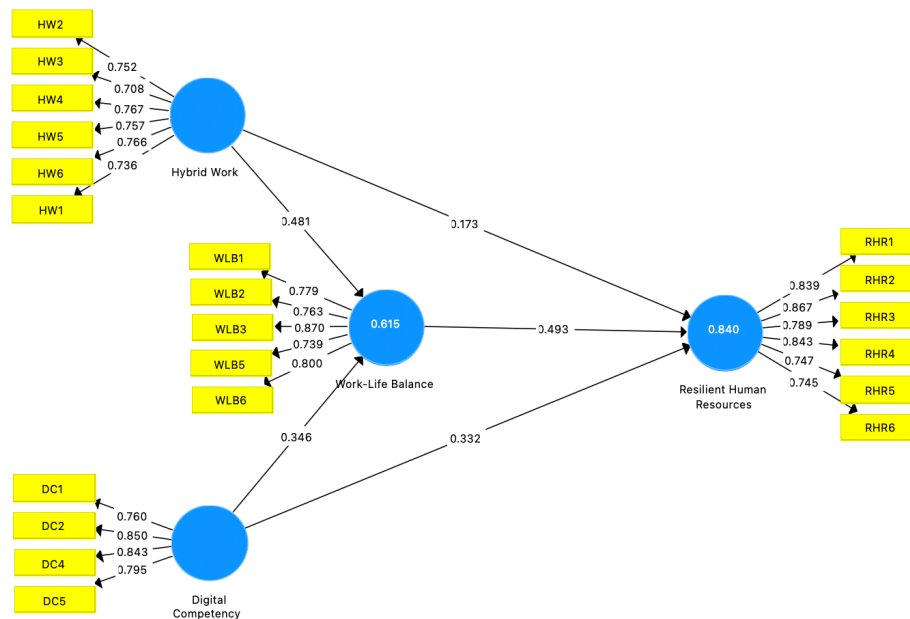 HW2
HW3
HW4
HW5
HW6
HW1
0.752
0.708
0.767
0.757
0.766
0.736
Hybrid Work
0.481
0.173
WLB1
WLB2
WLB3
WLB5
WLB6
0.779
0.763
0.870
0.739
0.800
0.615
Work-Life Balance
0.493
0.840
Resilient Human
Resources
0.839
0.867
0.789
0.843
0.747
0.745
RHR1
RHR2
RHR3
RHR4
RHR5
RHR6
0.346
0.332
DC1
DC2
DC4
DC5
0.760
0.850
0.843
0.795
Digital
Competency